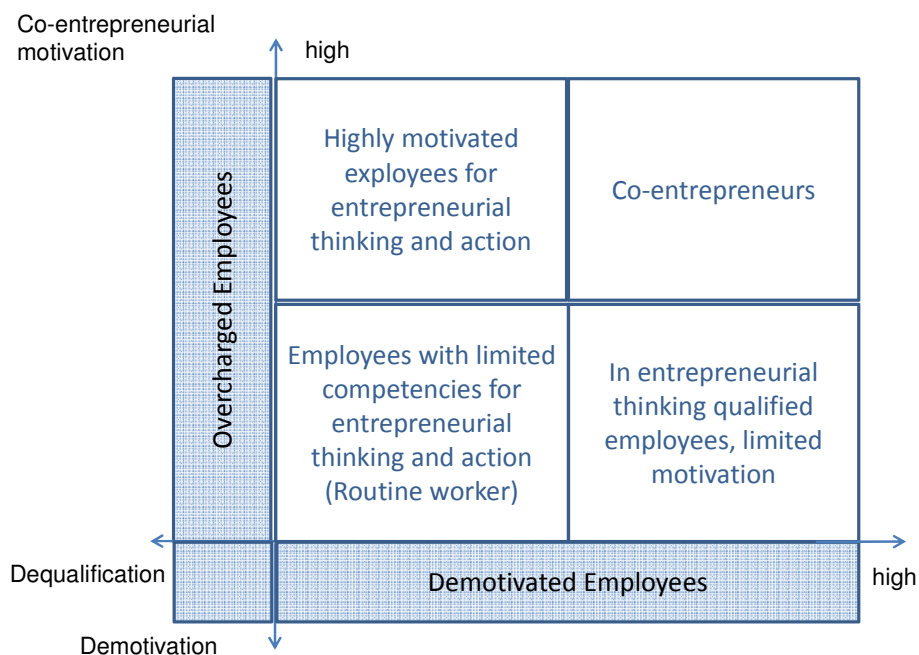 Co-entrepreneurial
motivation
high
Highly motivated
exployees for
entrepreneurial
thinking and action
Co-entrepreneurs
Overcharged Employees
Employees with limited
competencies for
entrepreneurial
thinking and action
(Routine worker)
In entrepreneurial
thinking qualified
employees, limited
motivation
Dequalification
Demotivated Employees
high
Demotivation